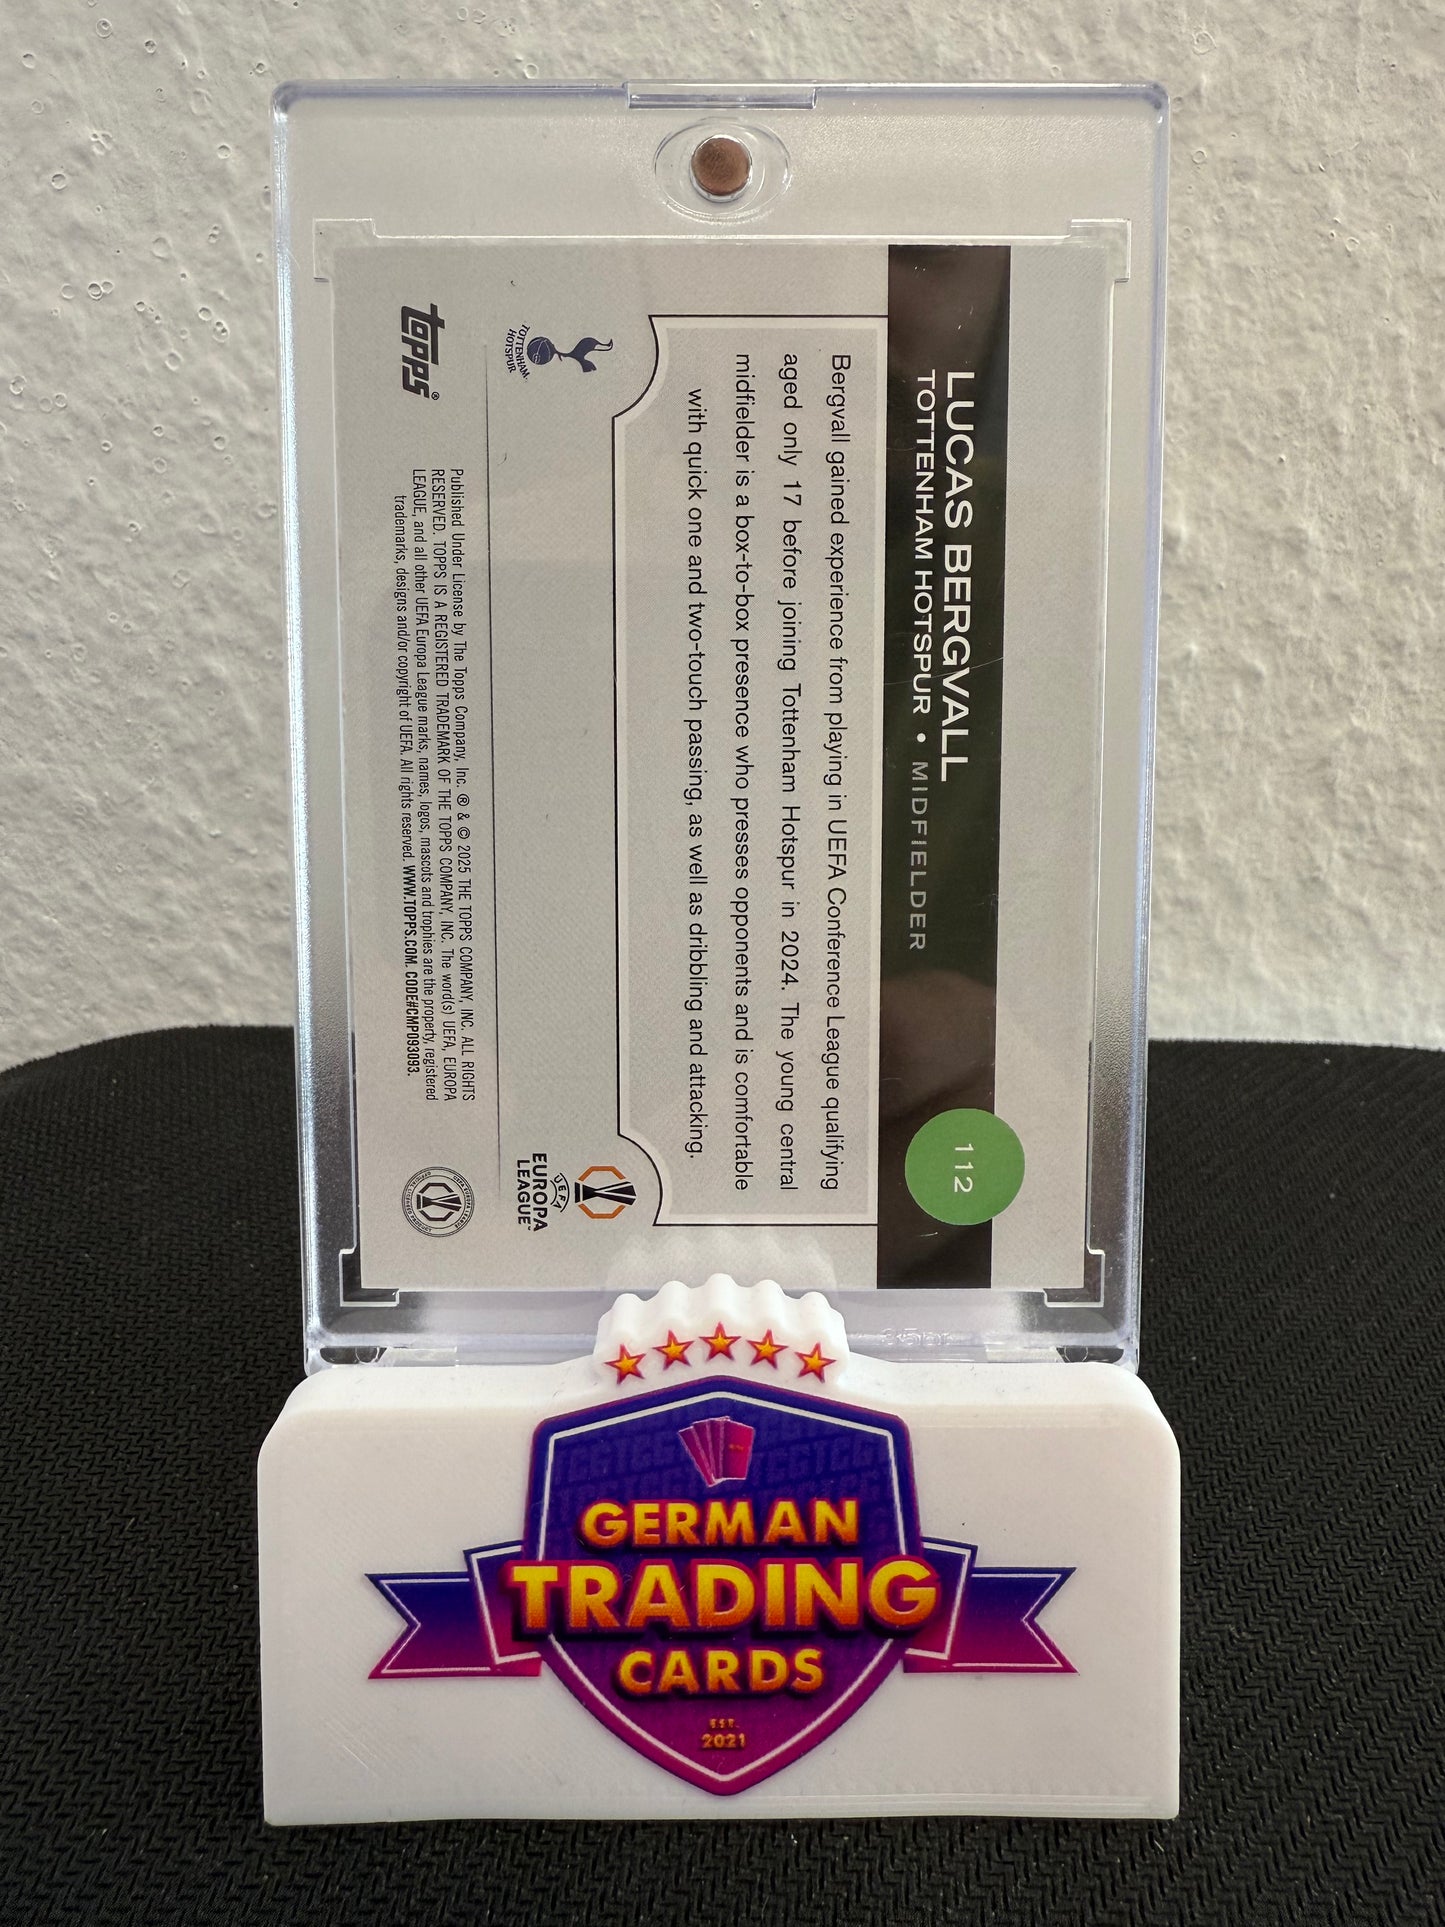 LUCAS BERGVALL
TOTTENHAM HOTSPUR • MIDFIELDER
112
Bergvall gained experience from playing in UEFA Conference League qualifying
aged only 17 before joining Tottenham Hotspur in 2024. The young central
midfielder is a box-to-box presence who presses opponents and is comfortable
with quick one and two-touch passing, as well as dribbling and attacking.
TOTTENHAM
HOTSPUR
UEFA
EUROPA
LEAGUE™
topps®
Published Under License by The Topps Company, Inc. ® & © 2025 THE TOPPS COMPANY, INC. ALL RIGHTS
RESERVED. TOPPS IS A REGISTERED TRADEMARK OF THE TOPPS COMPANY, INC. The word(s) UEFA, EUROPA
LEAGUE, and all other UEFA Europa League marks, names, logos, mascots and trophies are the property, registered
trademarks, designs and/or copyright of UEFA. All rights reserved. WWW.TOPPS.COM. CODE#CMP093093.
GERMAN
TRADING
CARDS
EST.
2021